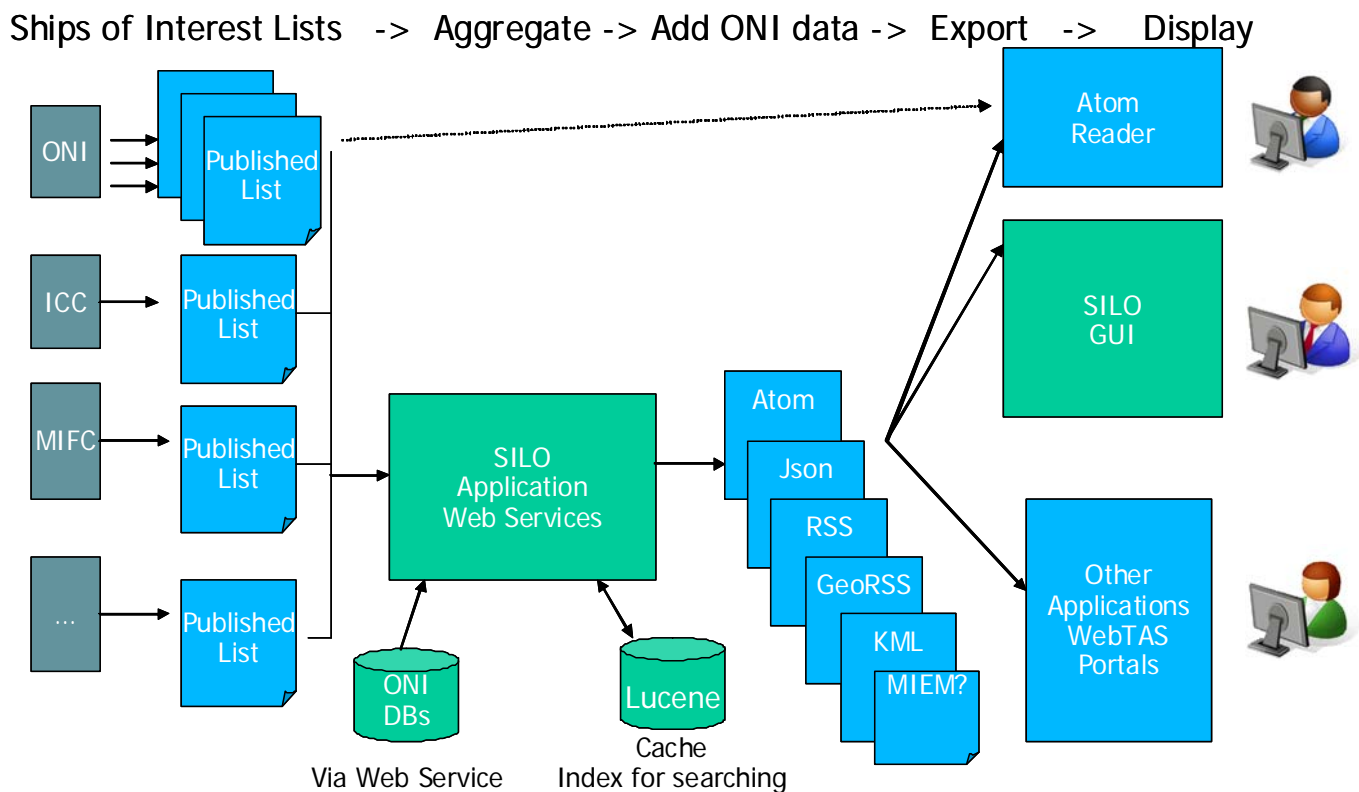 Ships of Interest Lists -> Aggregate -> Add ONI data -> Export -> Display
ONI
Published
List
ICC
Published
List
MIFC
Published
List
...
Published
List
SILO
Application
Web Services
ONI
DBs
Via Web Service
Lucene
Cache
Index for searching
Atom
Json
RSS
GeoRSS
KML
MIEM?
Atom
Reader
SILO
GUI
Other
Applications
WebTAS
Portals